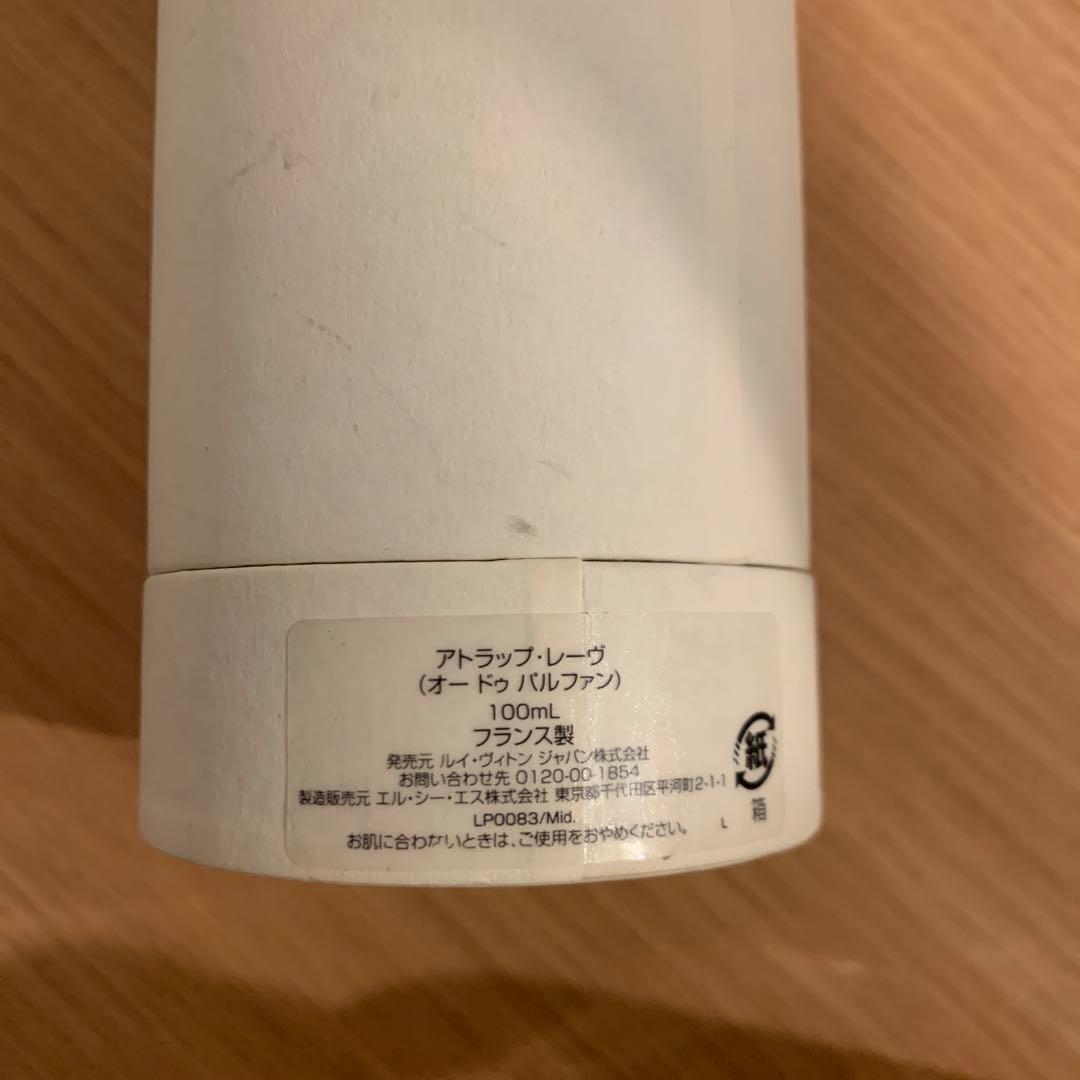 アトラップ・レーヴ
(オー ドゥ パルファン)
100mL
フランス製
発売元 ルイ・ヴィトン ジャパン株式会社
お問い合わせ先 0120-00-1854
製造販売元 エル・シー・エス株式会社 東京都千代田区平河町2-1-1
LP0083/Mid.
お肌に合わないときは、ご使用をおやめください。
L
紙
箱